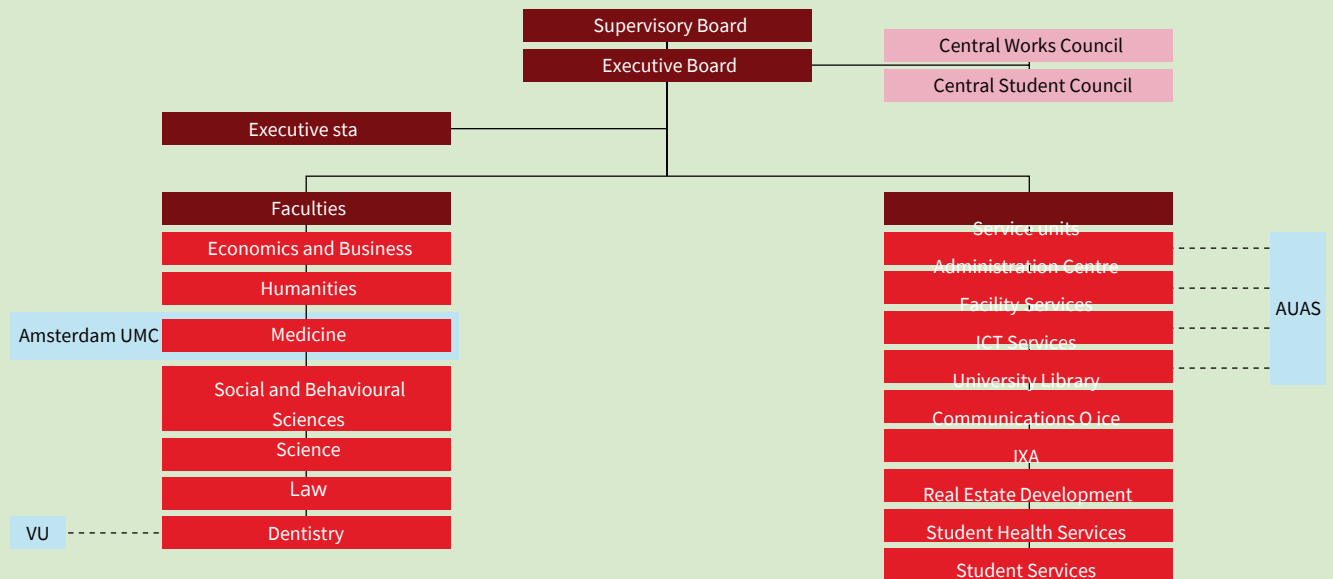 Supervisory Board
Executive Board
Central Works Council
Central Student Council
Executive sta
Faculties
Economics and Business
Humanities
Amsterdam UMC
Medicine
Social and Behavioural
Sciences
Science
Law
VU
Dentistry
Service units
Administration Centre
Facility Services
ICT Services
University Library
Communications O ice
IXA
Real Estate Development
Student Health Services
Student Services
AUAS